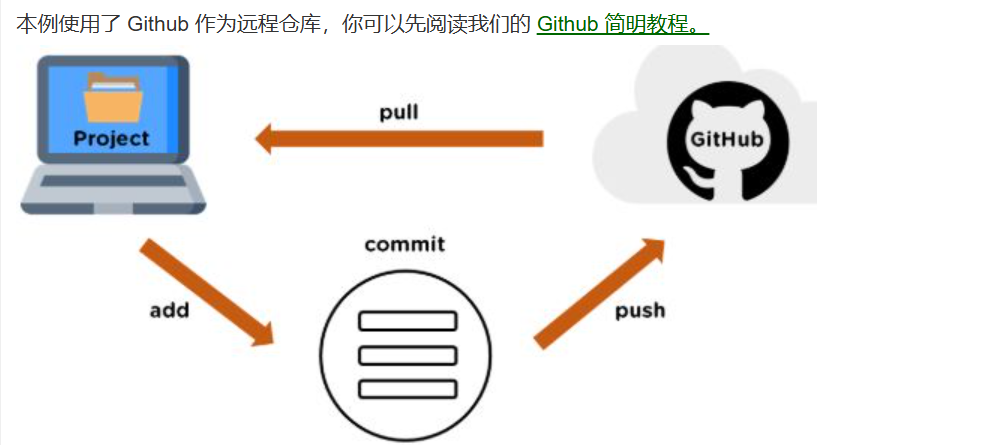 本例使用了 Github 作为远程仓库，你可以先阅读我们的 Github 简明教程。
pull
Project
GitHub
commit
add
push